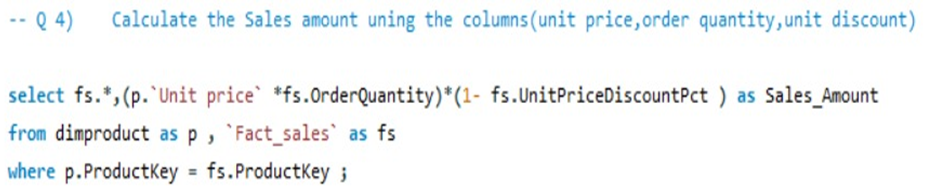 -- Q 4) Calculate the Sales amount uning the columns(unit price,order quantity,unit discount)
select fs.*,(p.`Unit price` *fs.OrderQuantity)*(1- fs.UnitPriceDiscountPct ) as Sales_Amount
from dimproduct as p , `Fact_sales` as fs
where p.ProductKey = fs.ProductKey ;